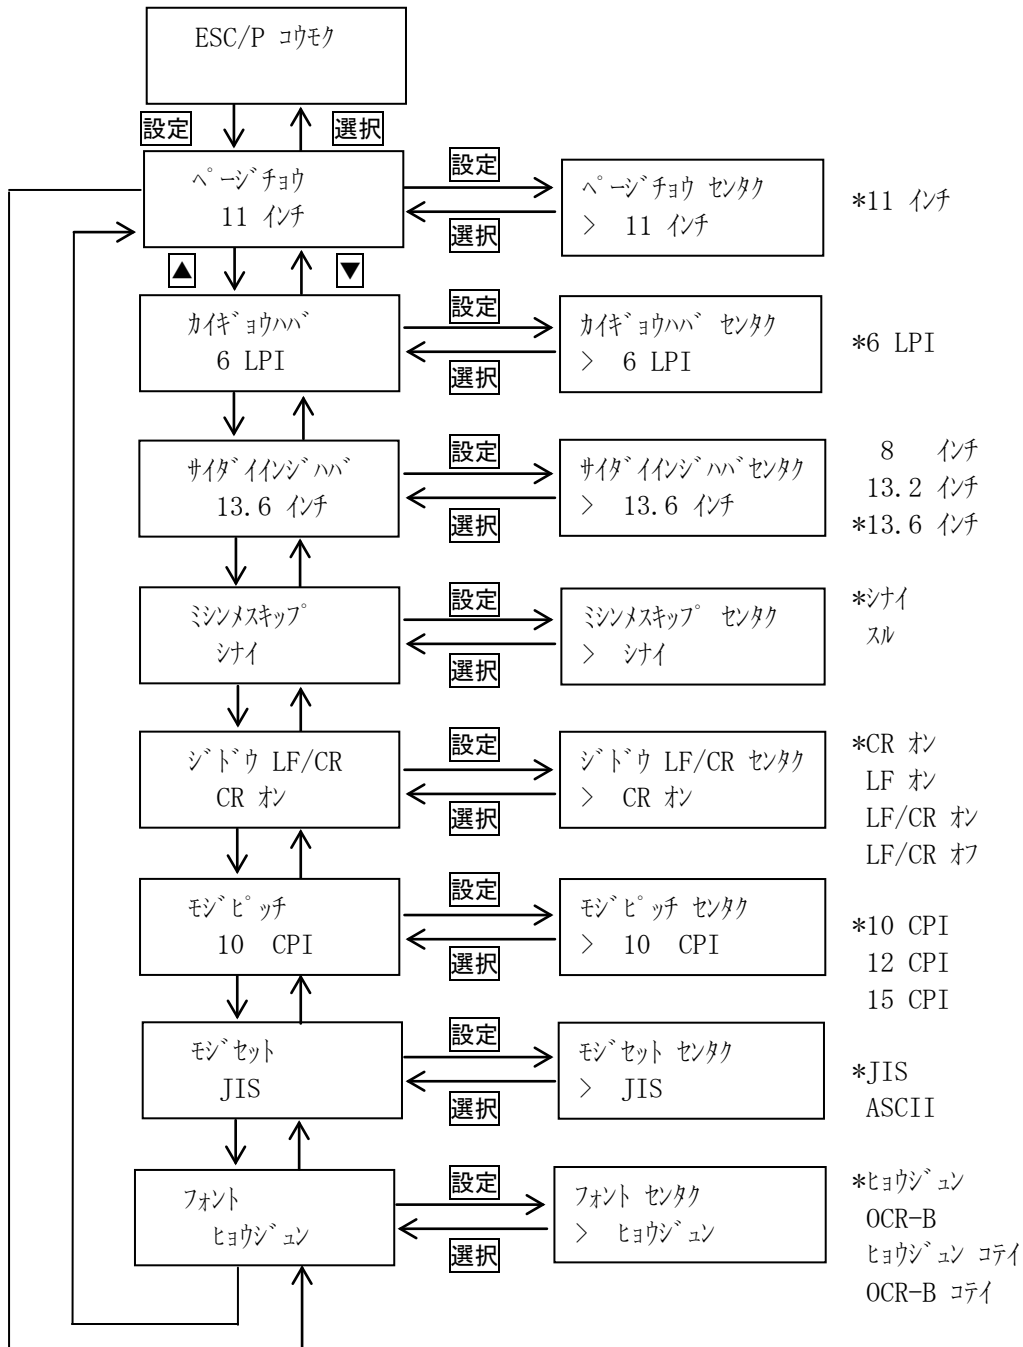 ESC/P コウモク
設定 選択
ページチョウ
11 インチ
設定
選択
ページチョウ センタク
> 11 インチ
*11 インチ
▲ ▼
カイギョウハバ
6 LPI
設定
選択
カイギョウハバ センタク
> 6 LPI
*6 LPI
サイダイインジハバ
13.6 インチ
設定
選択
サイダイインジハバセンタク
> 13.6 インチ
8 インチ
13.2 インチ
*13.6 インチ
ミシンメスキップ
シナイ
設定
選択
ミシンメスキップ センタク
> シナイ
*シナイ
スル
ジドウ LF/CR
CR オン
設定
選択
ジドウ LF/CR センタク
> CR オン
*CR オン
LF オン
LF/CR オン
LF/CR オフ
モジピッチ
10 CPI
設定
選択
モジピッチ センタク
> 10 CPI
*10 CPI
12 CPI
15 CPI
モジセット
JIS
設定
選択
モジセット センタク
> JIS
*JIS
ASCII
フォント
ヒョウジュン
設定
選択
フォント センタク
> ヒョウジュン
*ヒョウジュン
OCR-B
ヒョウジュン コテイ
OCR-B コテイ